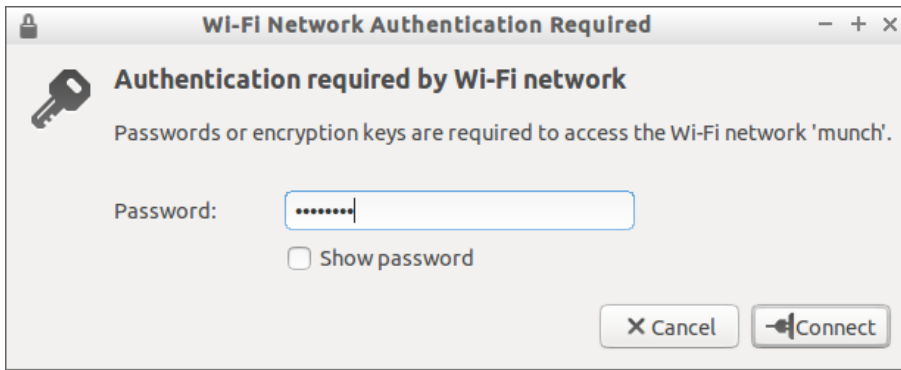 Wi-Fi Network Authentication Required
Authentication required by Wi-Fi network
Passwords or encryption keys are required to access the Wi-Fi network 'munch'.
Password: ••••••••
Show password
Cancel Connect